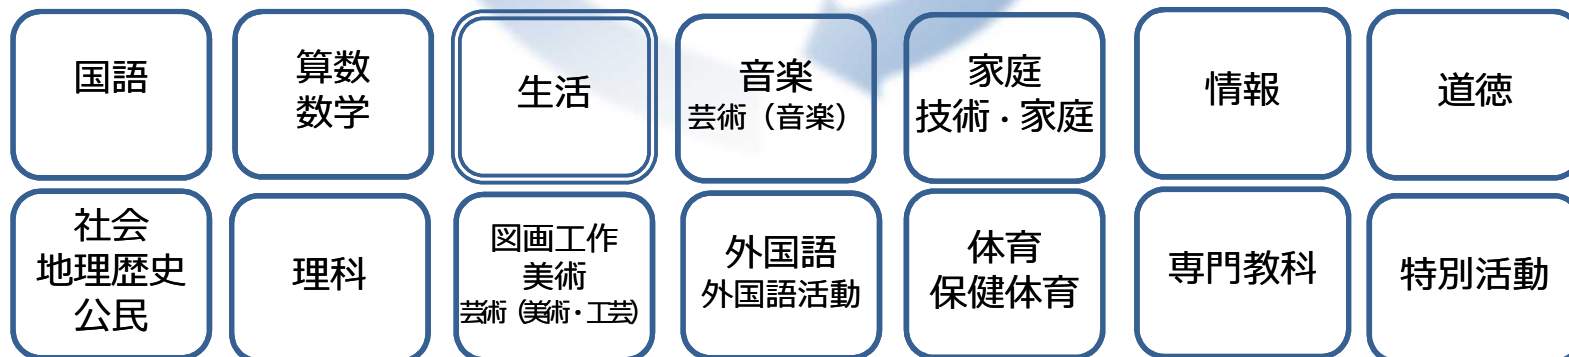 国語
算数
数学
生活
音楽
芸術（音楽）
家庭
技術・家庭
情報
道徳
社会
地理歴史
公民
理科
図画工作
美術
芸術（美術・工芸）
外国語
外国語活動
体育
保健体育
専門教科
特別活動